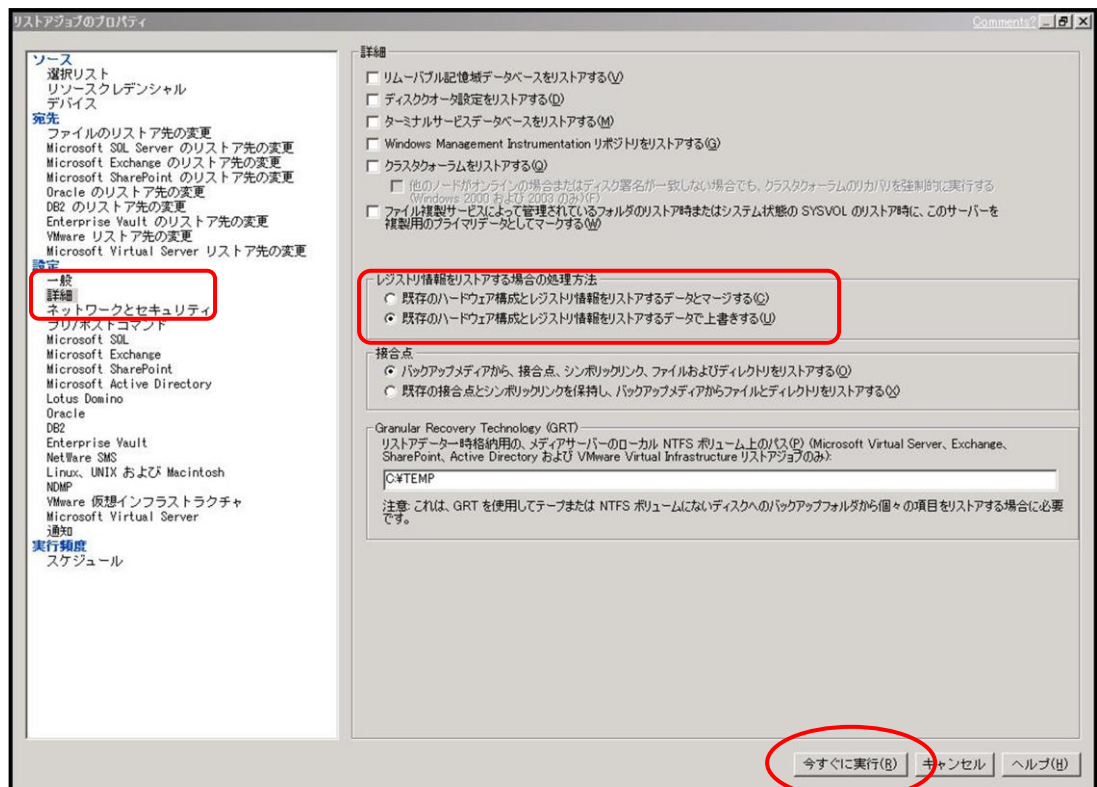 リストアジョブのプロパティ
Comments?
ソース
選択リスト
リソースクレデンシャル
デバイス
宛先
ファイルのリストア先の変更
Microsoft SQL Server のリストア先の変更
Microsoft Exchange のリストア先の変更
Microsoft SharePoint のリストア先の変更
Oracle のリストア先の変更
DB2 のリストア先の変更
Enterprise Vault のリストア先の変更
VMware リストア先の変更
Microsoft Virtual Server リストア先の変更
設定
一般
詳細
ネットワークとセキュリティ
プリ/ポストコマンド
Microsoft SQL
Microsoft Exchange
Microsoft SharePoint
Microsoft Active Directory
Lotus Domino
Oracle
DB2
Enterprise Vault
NetWare SMS
Linux、UNIX および Macintosh
NDMP
VMware 仮想インフラストラクチャ
Microsoft Virtual Server
通知
実行頻度
スケジュール
詳細
リムーバブル記憶域データベースをリストアする(V)
ディスククオータ設定をリストアする(D)
ターミナルサービスデータベースをリストアする(M)
Windows Management Instrumentation リポジトリをリストアする(G)
クラスタクォーラムをリストアする(Q)
他のノードがオンラインの場合またはディスク署名が一致しない場合でも、クラスタクォーラムのリカバリを強制的に実行する
(Windows 2000 および 2003 のみ)(F)
ファイル複製サービスによって管理されているフォルダのリストア時またはシステム状態の SYSVOL のリストア時に、このサーバーを
複製用のプライマリデータとしてマークする(W)
レジストリ情報をリストアする場合の処理方法
既存のハードウェア構成とレジストリ情報をリストアするデータとマージする(C)
既存のハードウェア構成とレジストリ情報をリストアするデータで上書きする(U)
接合点
バックアップメディアから、接合点、シンボリックリンク、ファイルおよびディレクトリをリストアする(O)
既存の接合点とシンボリックリンクを保持し、バックアップメディアからファイルとディレクトリをリストアする(X)
Granular Recovery Technology (GRT)
リストアデータ一時格納用の、メディアサーバーのローカル NTFS ボリューム上のパス(P) (Microsoft Virtual Server、Exchange、
SharePoint、Active Directory および VMware Virtual Infrastructure リストアジョブのみ):
C:¥TEMP
注意: これは、GRT を使用してテープまたは NTFS ボリュームにないディスクへのバックアップフォルダから個々の項目をリストアする場合に必要
です。
今すぐに実行(R)
キャンセル
ヘルプ(H)